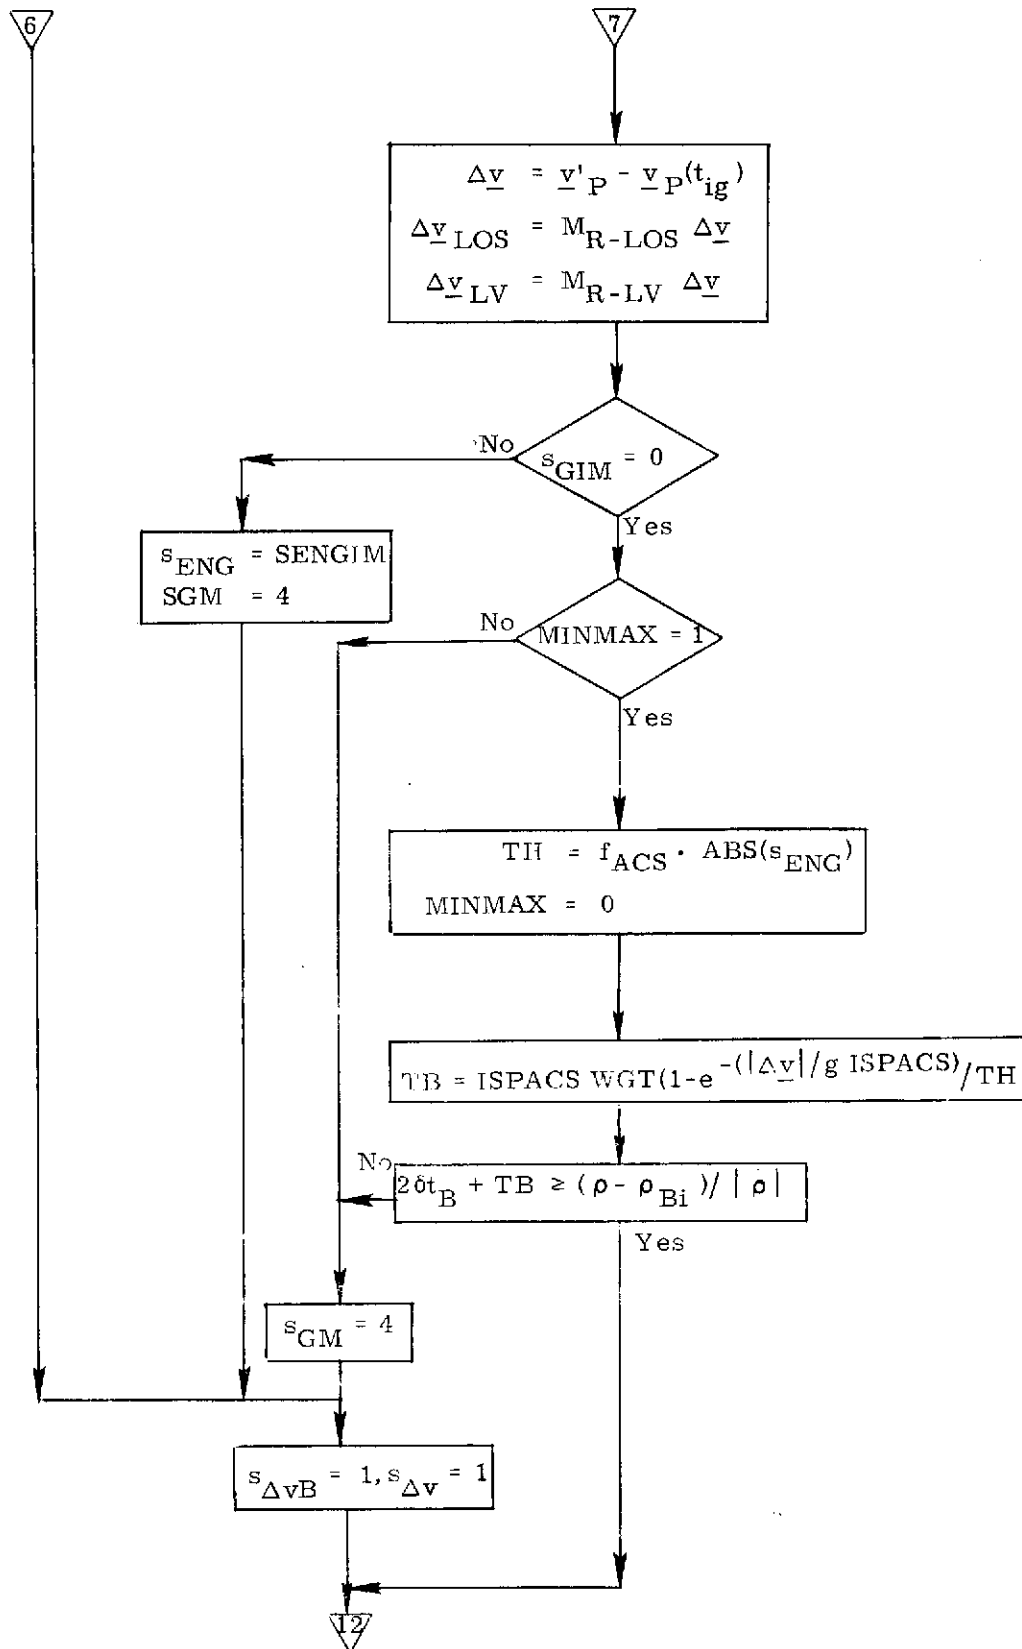 6
7
Δv = v'P - vP(tig)
ΔvLOS = MR-LOS Δv
ΔvLV = MR-LV Δv
No
sGIM = 0
Yes
sENG = SENGIM
SGM = 4
No
MINMAX = 1
Yes
TH = fACS · ABS(sENG)
MINMAX = 0
TB = ISPACS WGT(1-e-(|Δv|/g ISPACS)/TH
No
2δtB + TB ≥ (ρ - ρBi)/ | ρ̇ |
Yes
sGM = 4
sΔvB = 1, sΔv = 1
12